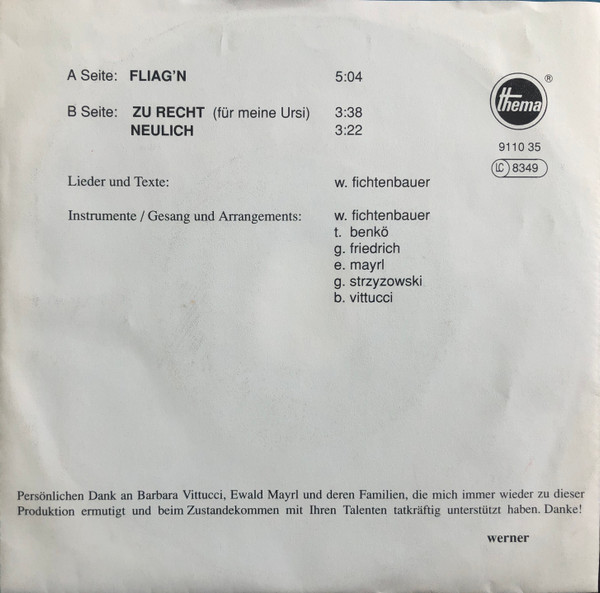 A Seite: FLIAG'N 5:04
B Seite: ZU RECHT (für meine Ursi) 3:38
NEULICH 3:22
thema ®
9110 35
LC 8349
Lieder und Texte: w. fichtenbauer
Instrumente / Gesang und Arrangements: w. fichtenbauer
t. benkö
g. friedrich
e. mayrl
g. strzyzowski
b. vittucci
Persönlichen Dank an Barbara Vittucci, Ewald Mayrl und deren Familien, die mich immer wieder zu dieser
Produktion ermutigt und beim Zustandekommen mit Ihren Talenten tatkräftig unterstützt haben. Danke!
werner